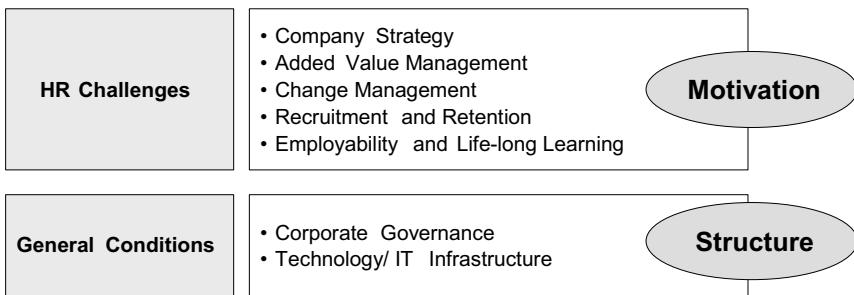 HR Challenges
• Company Strategy
• Added Value Management
• Change Management
• Recruitment and Retention
• Employability and Life-long Learning
Motivation
General Conditions
• Corporate Governance
• Technology/ IT Infrastructure
Structure